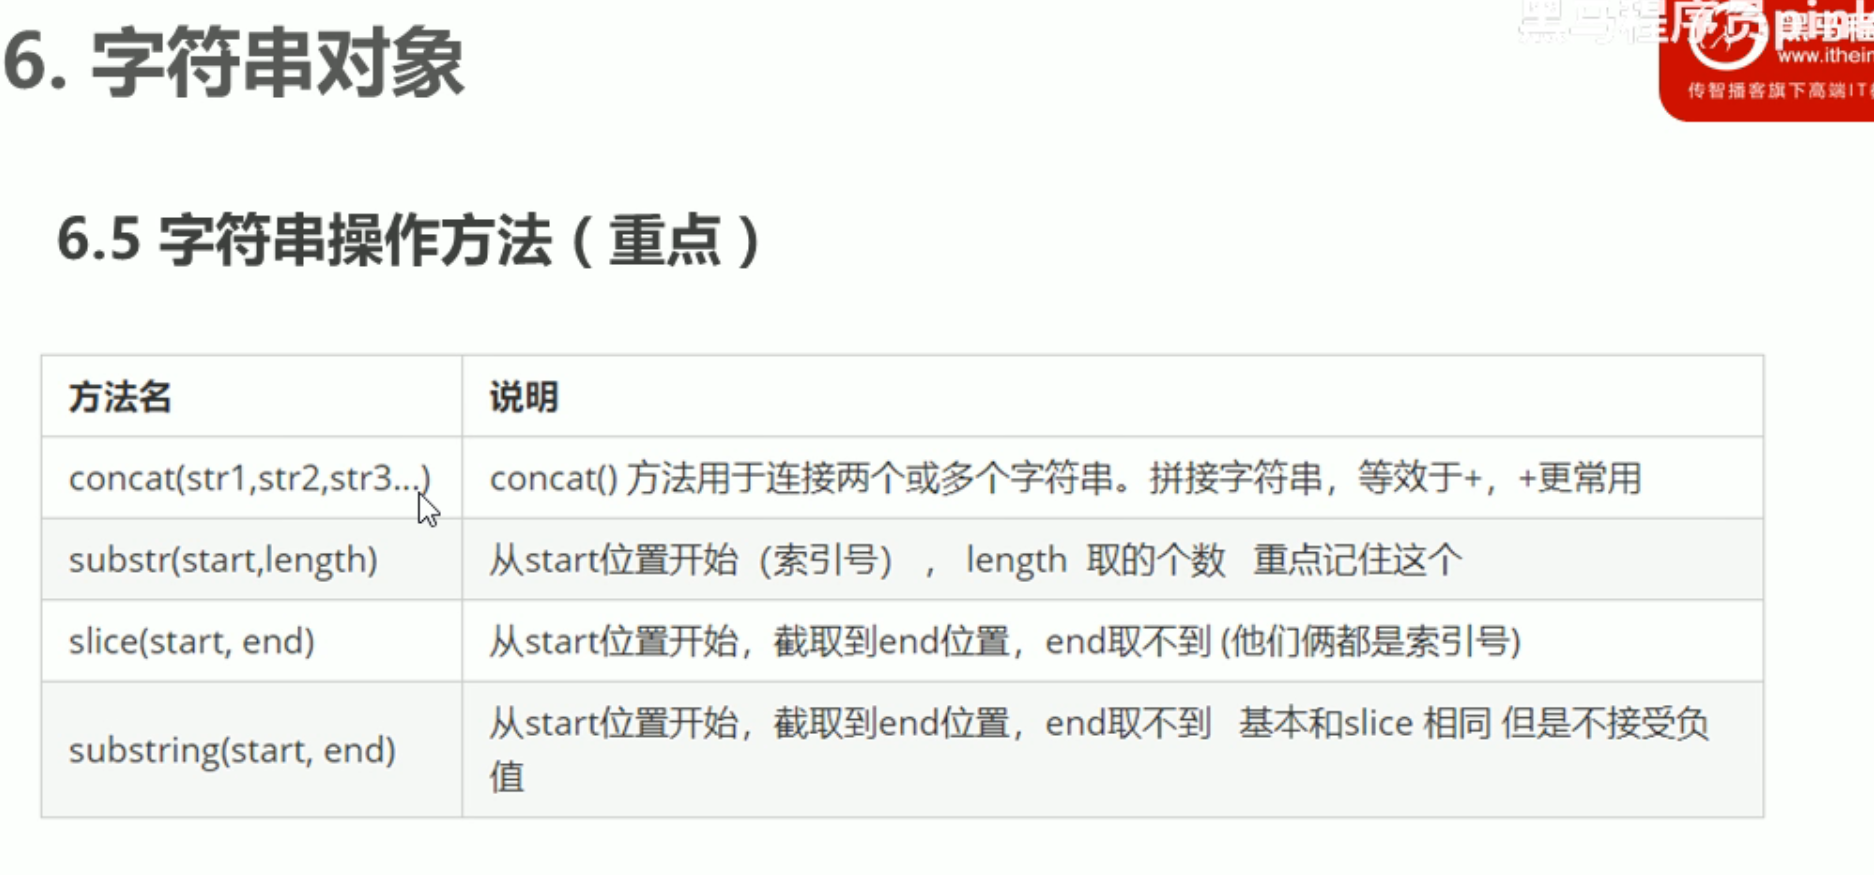 6. 字符串对象
www.ithein
传智播客旗下高端IT
6.5 字符串操作方法（重点）
方法名
说明
concat(str1,str2,str3...)
concat() 方法用于连接两个或多个字符串。拼接字符串，等效于+，+更常用
substr(start,length)
从start位置开始（索引号） ， length 取的个数 重点记住这个
slice(start, end)
从start位置开始，截取到end位置，end取不到 (他们俩都是索引号)
substring(start, end)
从start位置开始，截取到end位置，end取不到 基本和slice 相同 但是不接受负
值